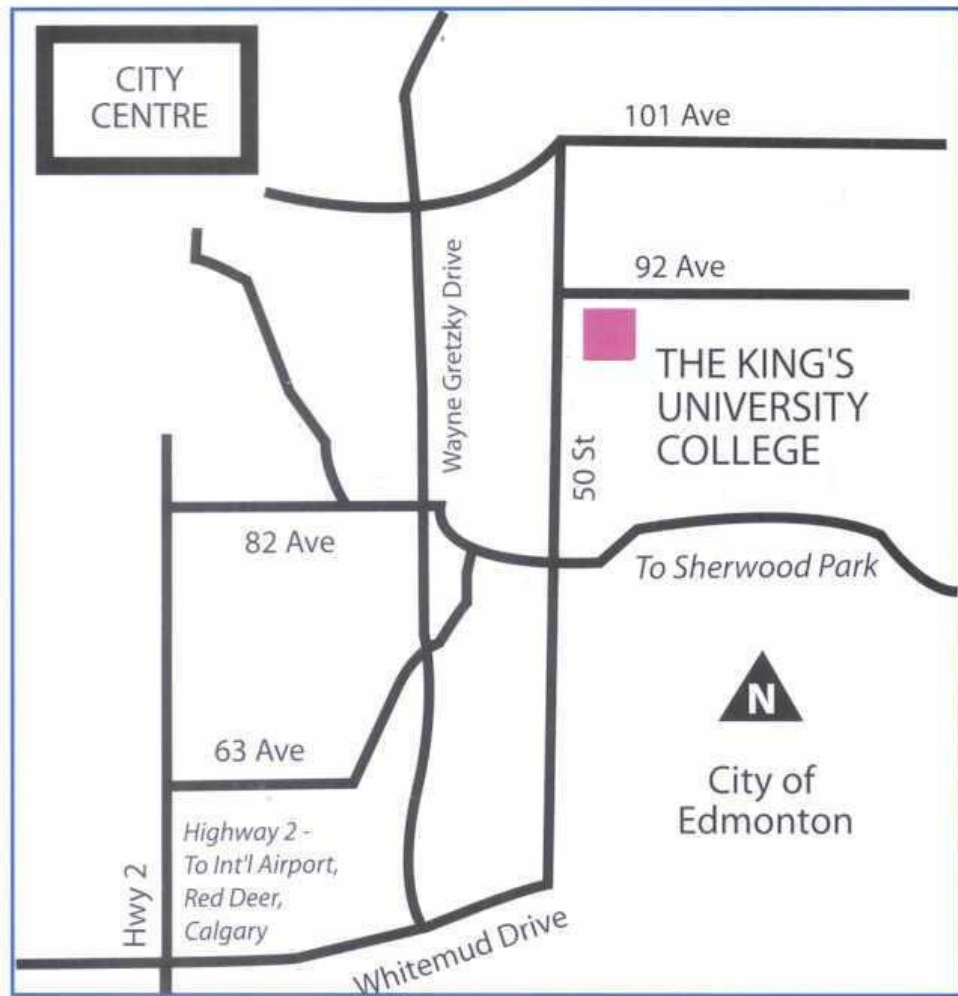 CITY
CENTRE
101 Ave
92 Ave
Wayne Gretzky Drive
THE KING'S
UNIVERSITY
COLLEGE
50 St
82 Ave
To Sherwood Park
N
63 Ave
City of
Edmonton
Highway 2 -
To Int'l Airport,
Red Deer,
Calgary
Hwy 2
Whitemud Drive